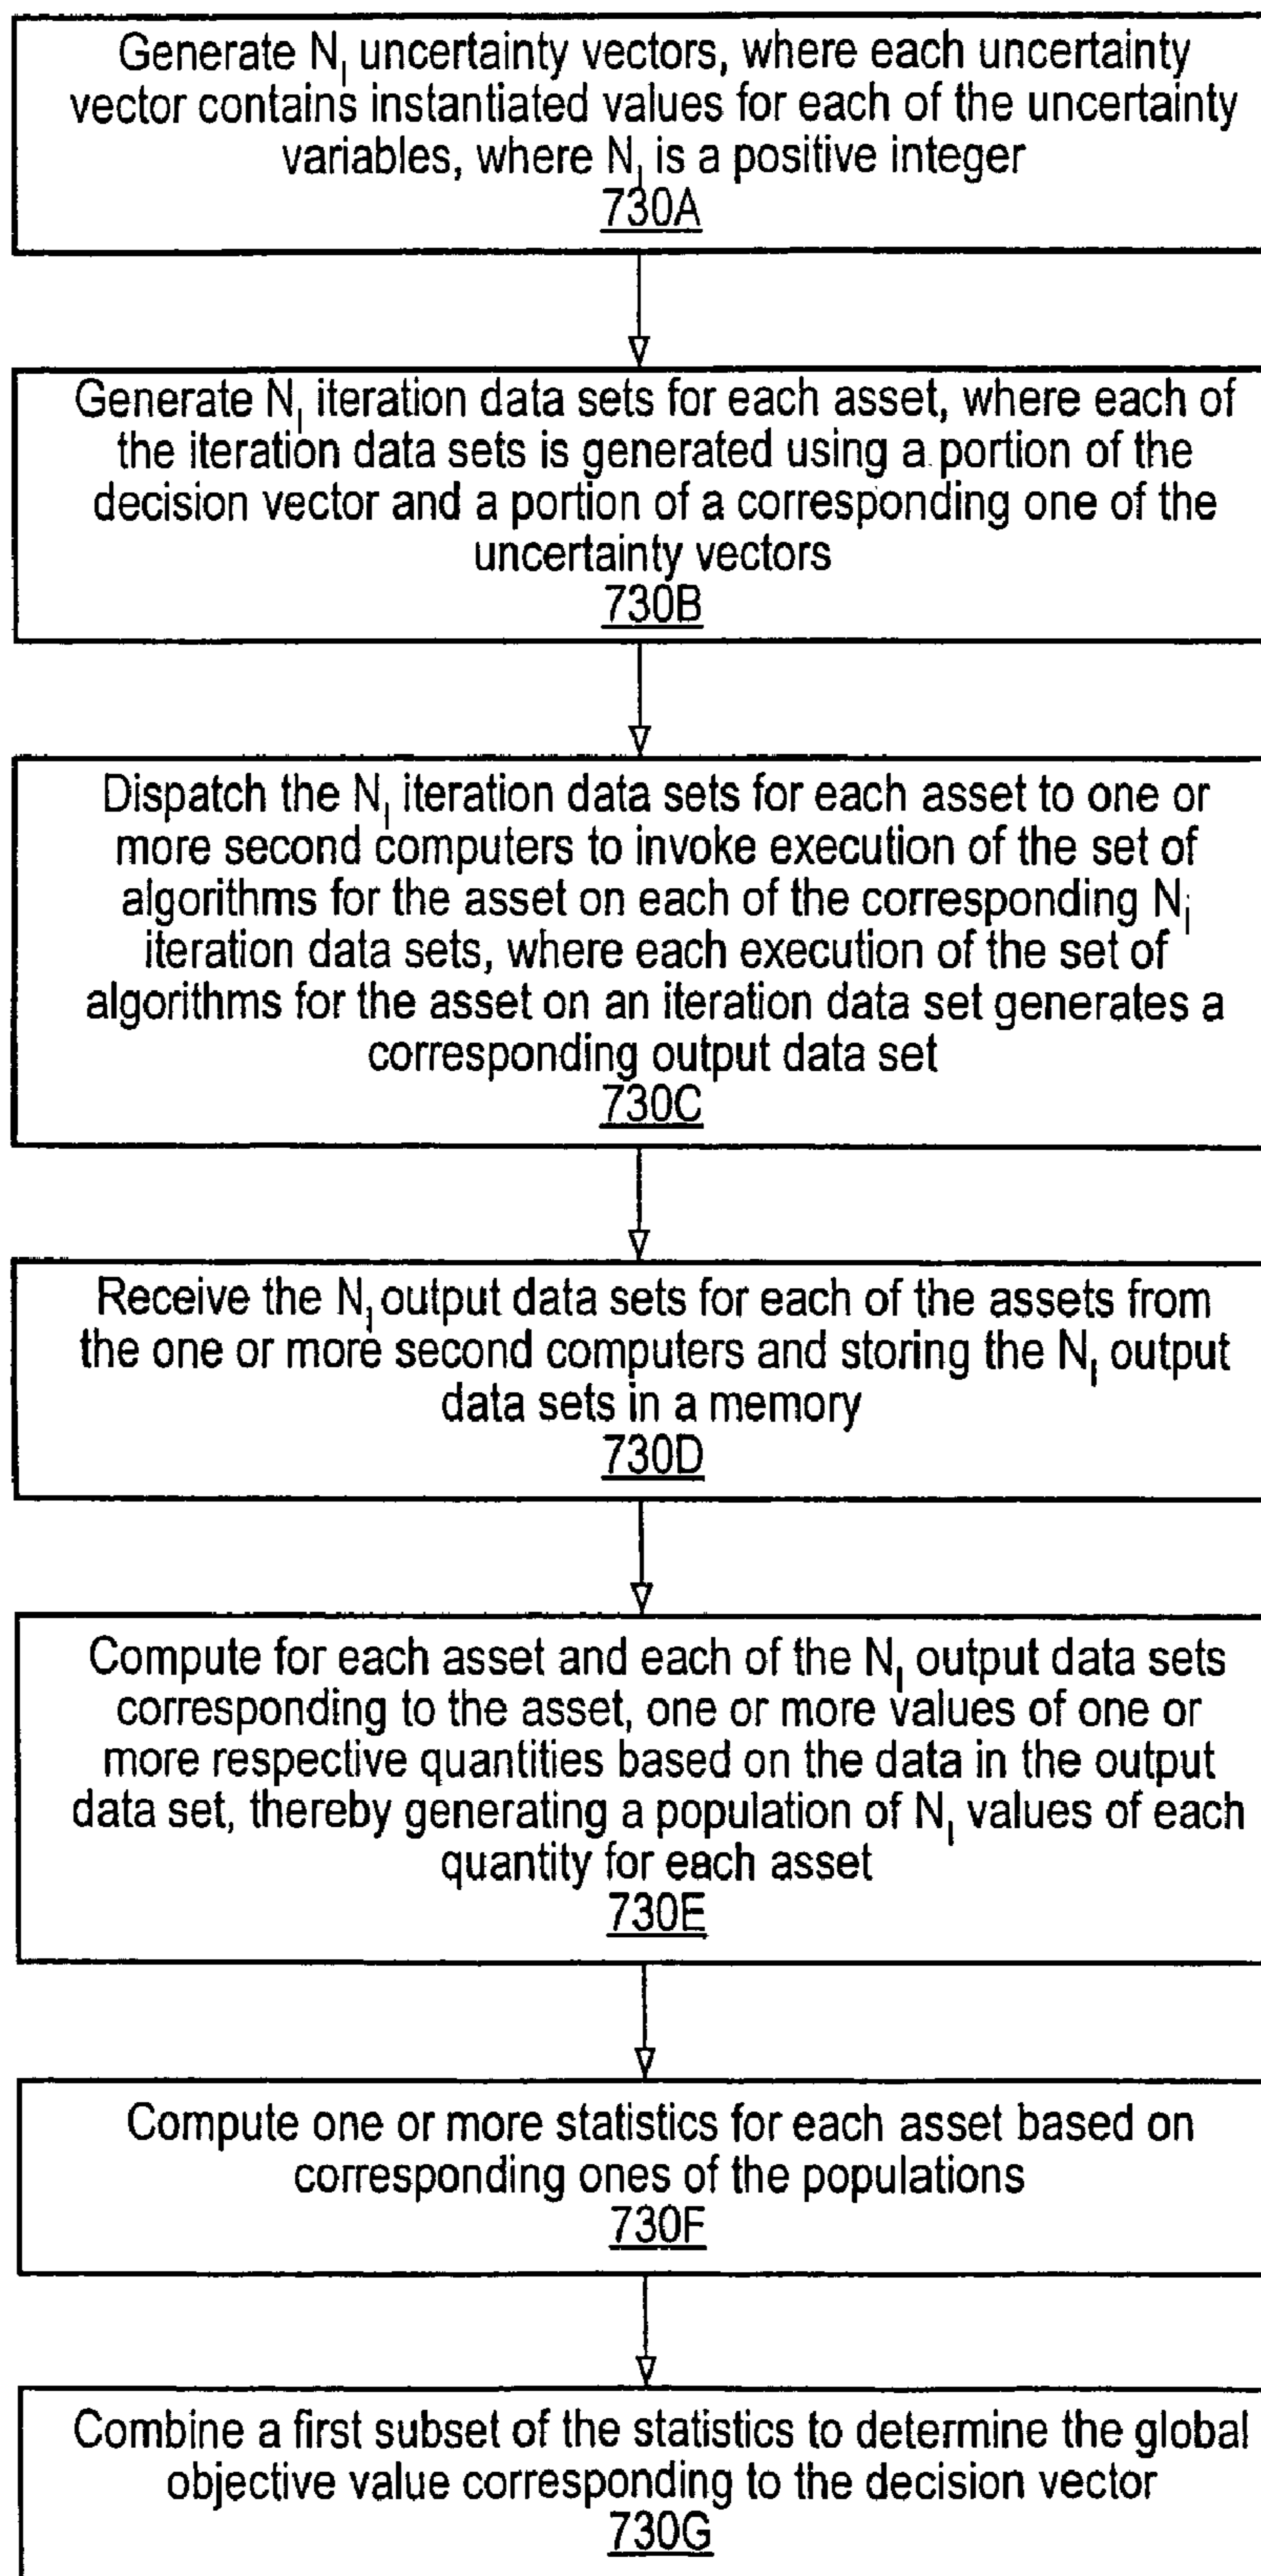 Generate N_I uncertainty vectors, where each uncertainty
vector contains instantiated values for each of the uncertainty
variables, where N_I is a positive integer
730A
Generate N_I iteration data sets for each asset, where each of
the iteration data sets is generated using a portion of the
decision vector and a portion of a corresponding one of the
uncertainty vectors
730B
Dispatch the N_I iteration data sets for each asset to one or
more second computers to invoke execution of the set of
algorithms for the asset on each of the corresponding N_I
iteration data sets, where each execution of the set of
algorithms for the asset on an iteration data set generates a
corresponding output data set
730C
Receive the N_I output data sets for each of the assets from
the one or more second computers and storing the N_I output
data sets in a memory
730D
Compute for each asset and each of the N_I output data sets
corresponding to the asset, one or more values of one or
more respective quantities based on the data in the output
data set, thereby generating a population of N_I values of each
quantity for each asset
730E
Compute one or more statistics for each asset based on
corresponding ones of the populations
730F
Combine a first subset of the statistics to determine the global
objective value corresponding to the decision vector
730G